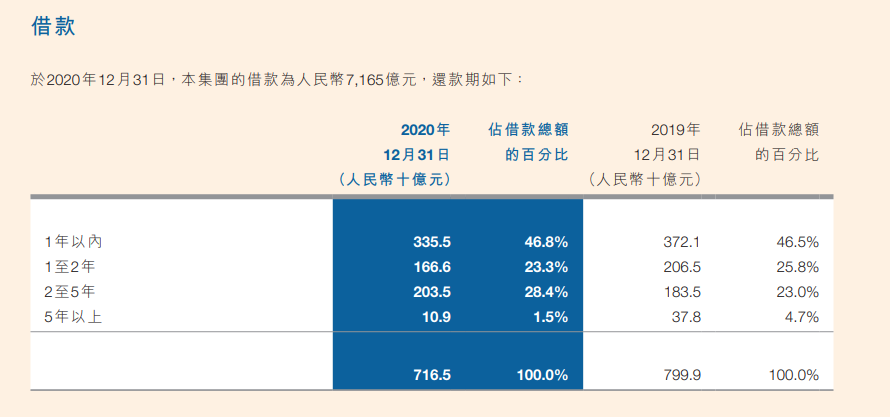 借款
於2020年12月31日，本集團的借款為人民幣7,165億元，還款期如下：
2020年 佔借款總額 2019年 佔借款總額
12月31日 的百分比 12月31日 的百分比
（人民幣十億元） （人民幣十億元）
1年以內 335.5 46.8% 372.1 46.5%
1至2年 166.6 23.3% 206.5 25.8%
2至5年 203.5 28.4% 183.5 23.0%
5年以上 10.9 1.5% 37.8 4.7%
716.5 100.0% 799.9 100.0%